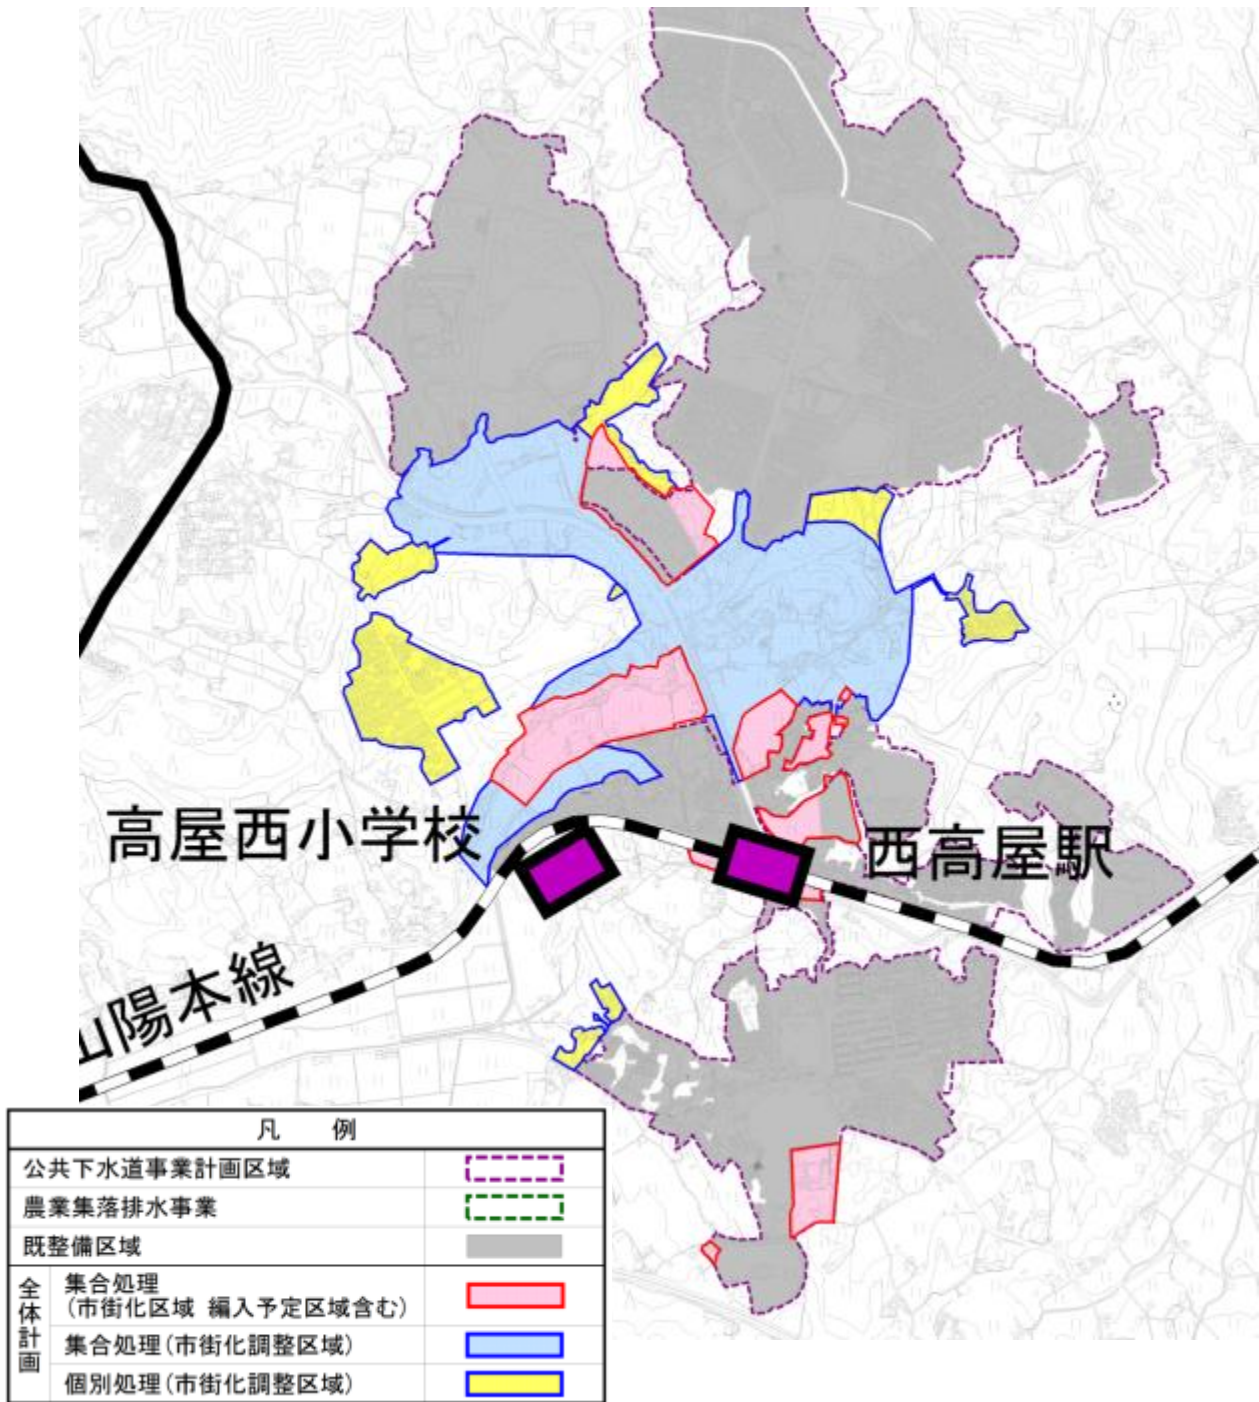 高屋西小学校
西高屋駅
山陽本線
凡 例
公共下水道事業計画区域
農業集落排水事業
既整備区域
全体計画
集合処理
(市街化区域 編入予定区域含む)
集合処理(市街化調整区域)
個別処理(市街化調整区域)